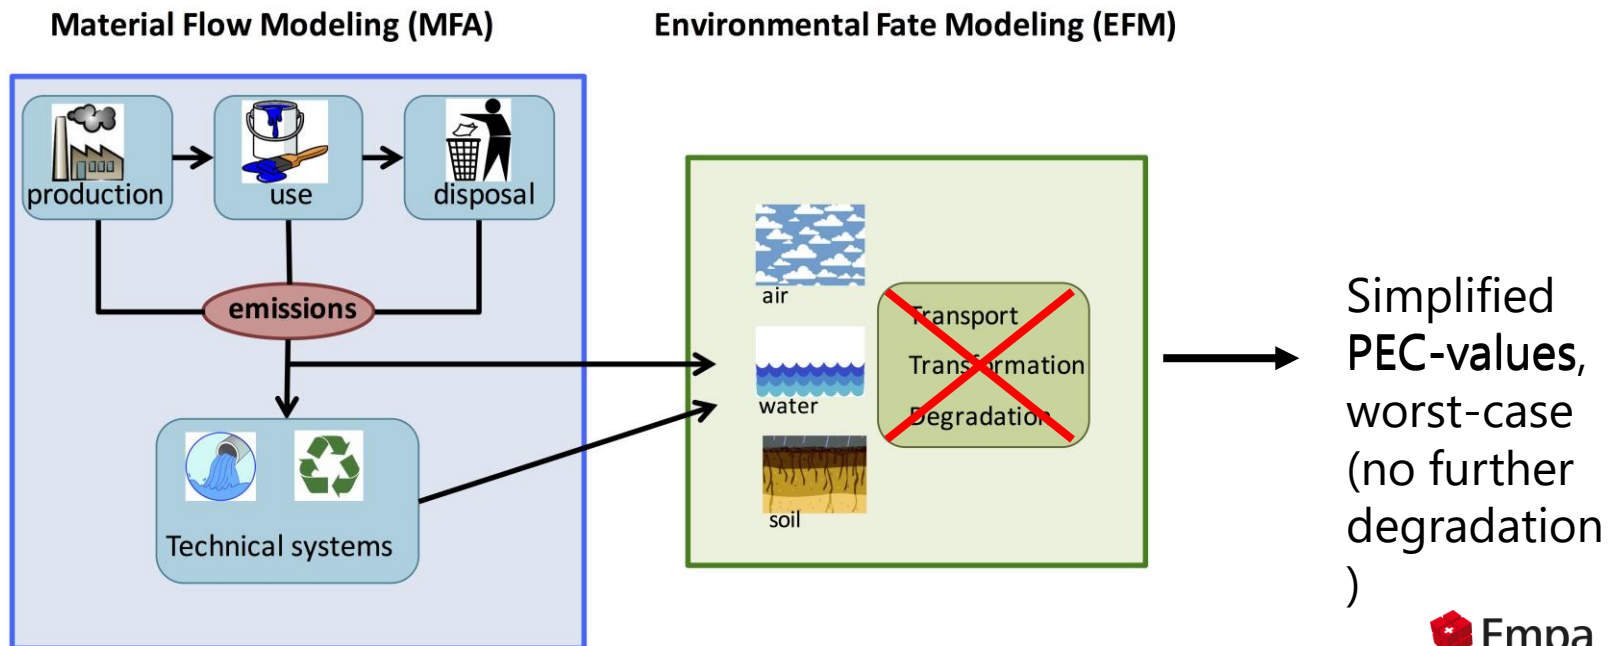 Material Flow Modeling (MFA)
Environmental Fate Modeling (EFM)
production
use
disposal
emissions
Technical systems
air
water
soil
Transport
Transformation
Degradation
Simplified
PEC-values,
worst-case
(no further
degradation
)
Empa